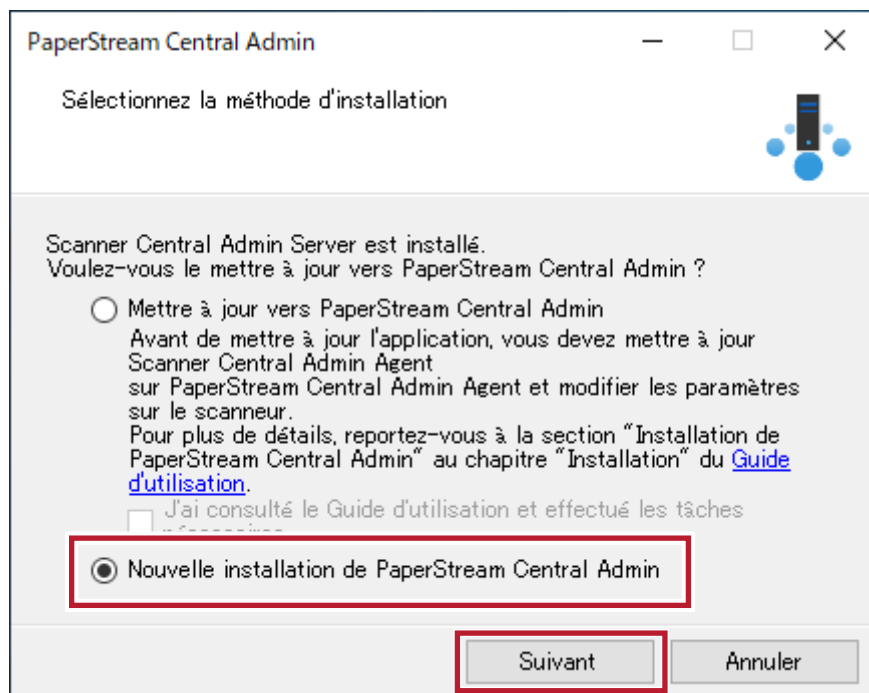 PaperStream Central Admin
Sélectionnez la méthode d'installation
Scanner Central Admin Server est installé.
Voulez-vous le mettre à jour vers PaperStream Central Admin ?
Mettre à jour vers PaperStream Central Admin
Avant de mettre à jour l'application, vous devez mettre à jour
Scanner Central Admin Agent
sur PaperStream Central Admin Agent et modifier les paramètres
sur le scanneur.
Pour plus de détails, reportez-vous à la section "Installation de
PaperStream Central Admin" au chapitre "Installation" du Guide
d'utilisation.
J'ai consulté le Guide d'utilisation et effectué les tâches
Nouvelle installation de PaperStream Central Admin
Suivant
Annuler